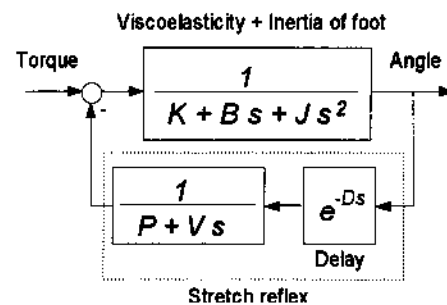 Viscoelasticity + Inertia of foot
Torque
Angle
1
K + B s + J s²
-
1
P + V s
e^-Ds
Delay
Stretch reflex